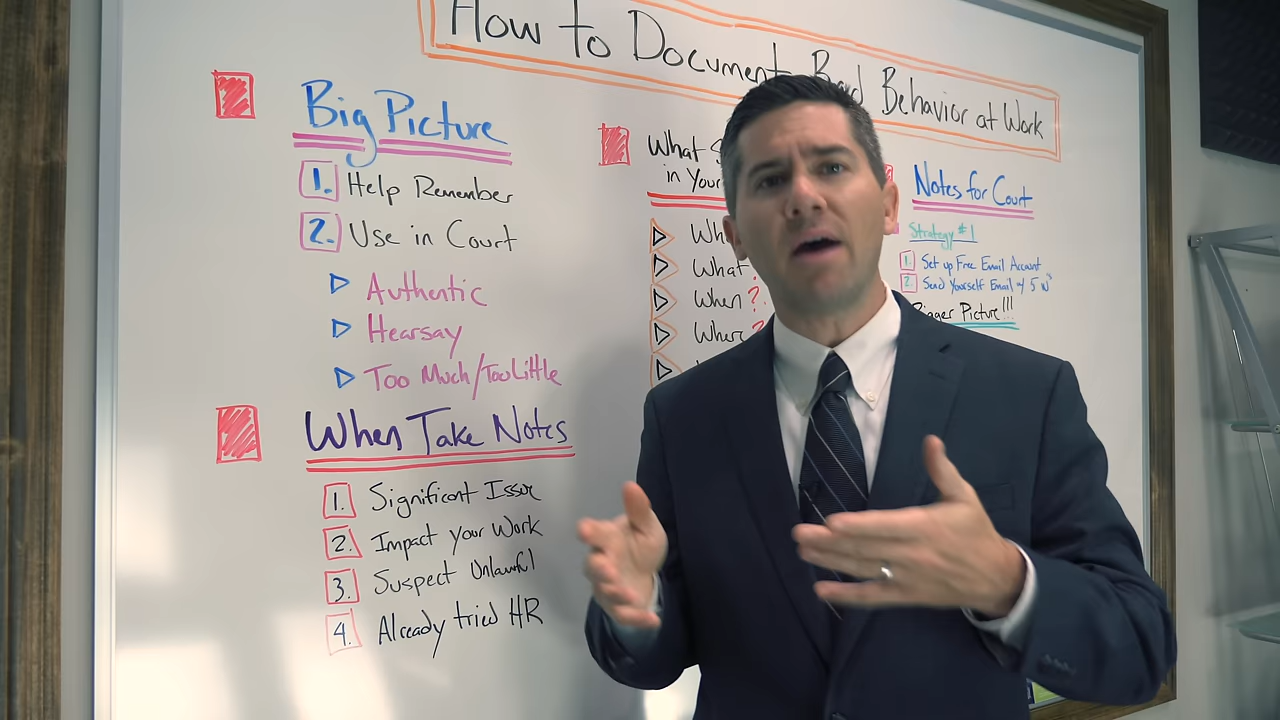 How to Document Bad Behavior at Work
Big Picture
1. Help Remember
2. Use in Court
Authentic
Hearsay
Too Much/Too Little
When Take Notes
1. Significant Issue
2. Impact your Work
3. Suspect Unlawful
4. Already tried HR
What
in Your
What
When ?
Where ?
Notes for Court
Strategy #1
1. Set up Free Email Account
2. Send Yourself Email w/ 5 W's
Bigger Picture!!!